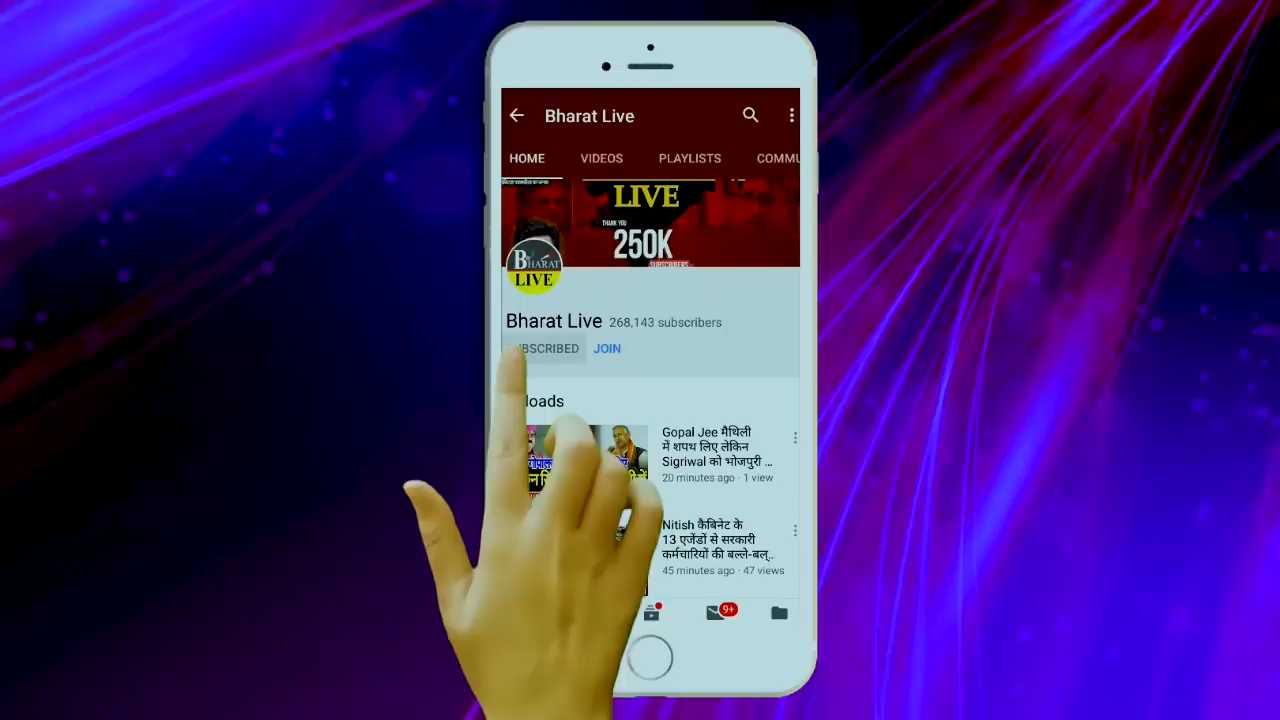 Bharat Live
HOME VIDEOS PLAYLISTS COMMU
LIVE
THANK YOU
250K
SUBSCRIBERS...
BHARAT
LIVE
Bharat Live 268,143 subscribers
BSCRIBED JOIN
loads
Gopal Jee मैथिली
में शपथ लिए लेकिन
Sigriwal को भोजपुरी ...
20 minutes ago · 1 view
Nitish कैबिनेट के
13 एजेंडों से सरकारी
कर्मचारियों की बल्ले-बल्..
45 minutes ago · 47 views
9+